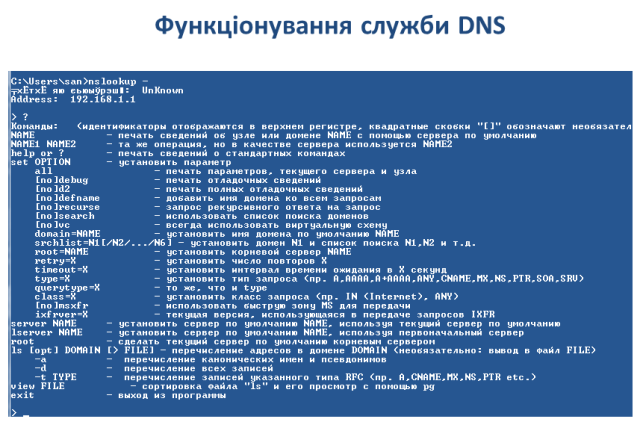 Функціонування служби DNS
C:\Users\san>nslookup -
Address: 192.168.1.1
> ?
Команды: (идентификаторы отображаются в верхнем регистре, квадратные скобки "[]" обозначают необязател
NAME - печать сведений об узле или домене NAME с помощью сервера по умолчанию
NAME1 NAME2 - та же операция, но в качестве сервера используется NAME2
help or ? - печать сведений о стандартных командах
set OPTION - установить параметр
all - печать параметров, текущего сервера и узла
[no]debug - печать отладочных сведений
[no]d2 - печать полных отладочных сведений
[no]defname - добавить имя домена ко всем запросам
[no]recurse - запрос рекурсивного ответа на запрос
[no]search - использовать список поиска доменов
[no]vc - всегда использовать виртуальную схему
domain=NAME - установить имя домена по умолчанию NAME
srchlist=N1[/N2/.../N6] - установить домен N1 и список поиска N1,N2 и т.д.
root=NAME - установить корневой сервер NAME
retry=X - установить число повторов X
timeout=X - установить интервал времени ожидания в X секунд
type=X - установить тип запроса (пр. A,AAAA,A+AAAA,ANY,CNAME,MX,NS,PTR,SOA,SRV)
querytype=X - то же, что и type
class=X - установить класс запроса (пр. IN (Internet), ANY)
[no]msxfr - использовать быструю зону MS для передачи
ixfrver=X - текущая версия, использующаяся в передаче запросов IXFR
server NAME - установить сервер по умолчанию NAME, используя текущий сервер по умолчанию
lserver NAME - установить сервер по умолчанию NAME, используя первоначальный сервер
root - сделать текущий сервер по умолчанию корневым сервером
ls [opt] DOMAIN [> FILE] - перечисление адресов в домене DOMAIN (необязательно: вывод в файл FILE)
-a - перечисление канонических имен и псевдонимов
-d - перечисление всех записей
-t TYPE - перечисление записей указанного типа RFC (пр. A,CNAME,MX,NS,PTR etc.)
view FILE - сортировка файла "ls" и его просмотр с помощью pg
exit - выход из программы
> _